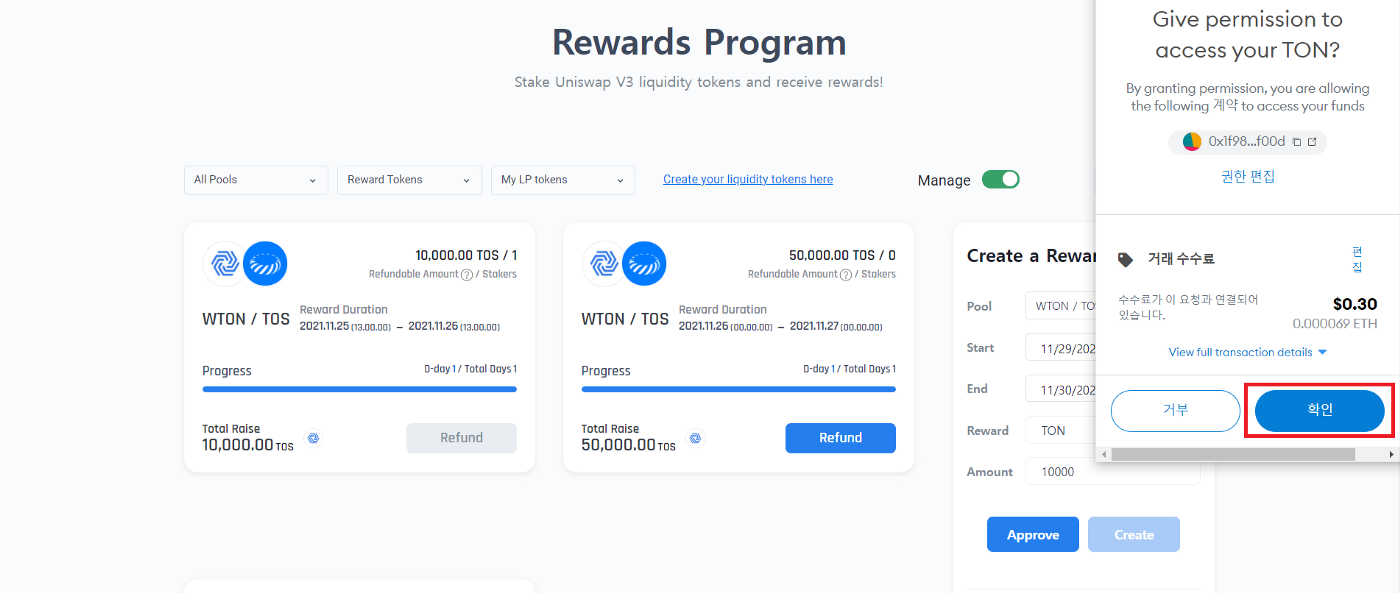 Rewards Program
Stake Uniswap V3 liquidity tokens and receive rewards!
All Pools
Reward Tokens
My LP tokens
Create your liquidity tokens here
Manage
10,000.00 TOS / 1
Refundable Amount ? / Stakers
WTON / TOS
Reward Duration
2021.11.25 (13.00.00) – 2021.11.26 (13.00.00)
Progress
D-day 1 / Total Days 1
Total Raise
10,000.00 TOS
Refund
50,000.00 TOS / 0
Refundable Amount ? / Stakers
WTON / TOS
Reward Duration
2021.11.26 (00.00.00) – 2021.11.27 (00.00.00)
Progress
D-day 1 / Total Days 1
Total Raise
50,000.00 TOS
Refund
Create a Rewar
Pool
WTON / TO
Start
11/29/202
End
11/30/202
Reward
TON
Amount
10000
Approve
Create
Give permission to
access your TON?
By granting permission, you are allowing
the following 계약 to access your funds
0x1f98...f00d
권한 편집
거래 수수료
편
집
수수료가 이 요청과 연결되어
있습니다.
$0.30
0.000069 ETH
View full transaction details
거부
확인